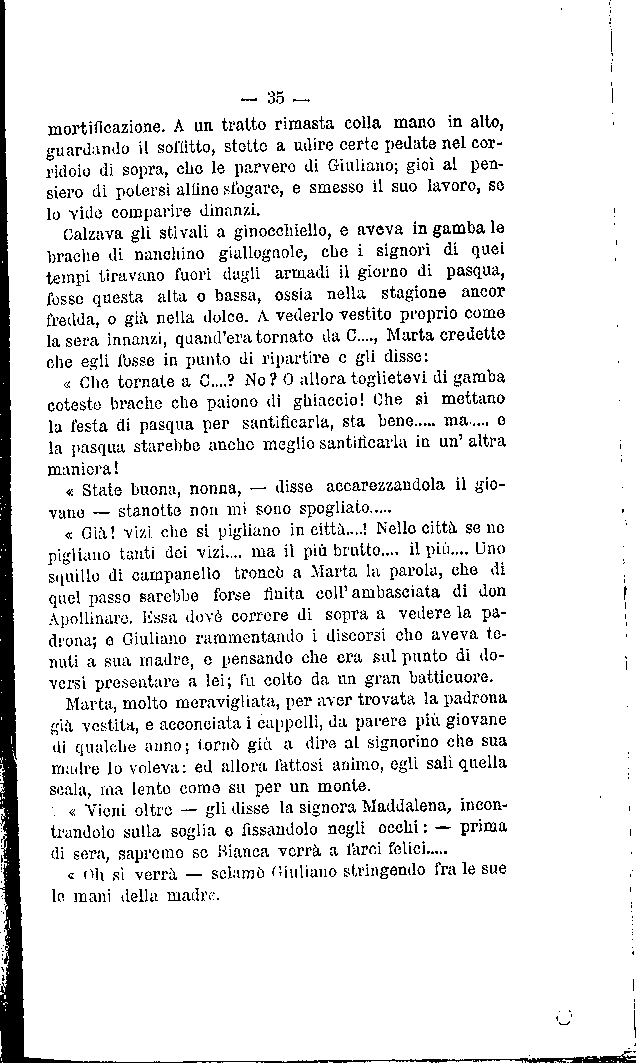 — 35 —
mortificazione. A un tratto rimasta colla mano in alto,
guardando il soffitto, stette a udire certe pedate nel cor-
ridoio di sopra, che le parvero di Giuliano; gioì al pen-
siero di potersi alfine sfogare, e smesso il suo lavoro, se
lo vide comparire dinanzi.
Calzava gli stivali a ginocchiello, e aveva in gamba le
brache di nanchino giallognole, che i signori di quei
tempi tiravano fuori dagli armadi il giorno di pasqua,
fosse questa alta o bassa, ossia nella stagione ancor
fredda, o già nella dolce. A vederlo vestito proprio come
la sera innanzi, quand'era tornato da C...., Marta credette
che egli fosse in punto di ripartire e gli disse:
« Che tornate a C....? No? O allora toglietevi di gamba
coteste brache che paiono di ghiaccio! Che si mettano
la festa di pasqua per santificarla, sta bene..... ma..... e
la pasqua starebbe anche meglio santificarla in un' altra
maniera!
« State buona, nonna, — disse accarezzandola il gio-
vane — stanotte non mi sono spogliato.....
« Già! vizi che si pigliano in città....! Nelle città se ne
pigliano tanti dei vizi.... ma il più brutto.... il più.... Uno
squillo di campanello troncò a Marta la parola, che di
quel passo sarebbe forse finita coll' ambasciata di don
Apollinare. Essa dovè correre di sopra a vedere la pa-
drona; e Giuliano rammentando i discorsi che aveva te-
nuti a sua madre, e pensando che era sul punto di do-
versi presentare a lei; fu colto da un gran batticuore.
Marta, molto meravigliata, per aver trovata la padrona
già vestita, e acconciata i cappelli, da parere più giovane
di qualche anno; tornò giù a dire al signorino che sua
madre lo voleva: ed allora fattosi animo, egli salì quella
scala, ma lento come su per un monte.
« Vieni oltre — gli disse la signora Maddalena, incon-
trandolo sulla soglia e fissandolo negli occhi: — prima
di sera, sapremo se Bianca verrà a farci felici.....
« Oh si verrà — sclamò Giuliano stringendo fra le sue
le mani della madre.